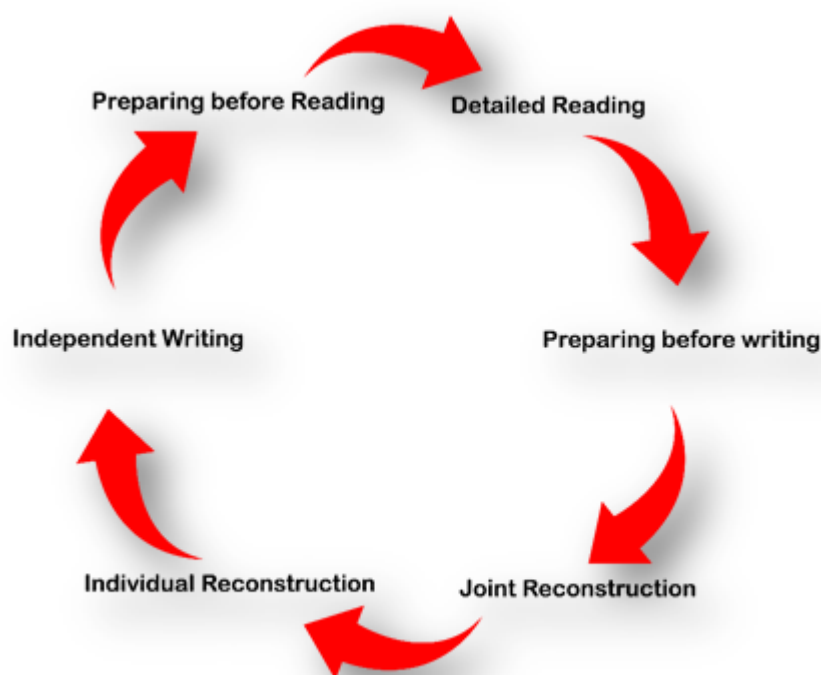 Preparing before Reading
Detailed Reading
Preparing before writing
Joint Reconstruction
Individual Reconstruction
Independent Writing